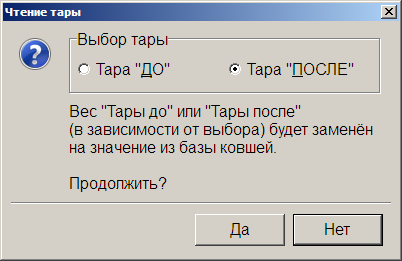 Чтение тары
Выбор тары
Тара "ДО" Тара "ПОСЛЕ"
Вес "Тары до" или "Тары после"
(в зависимости от выбора) будет заменён
на значение из базы ковшей.
Продолжить?
Да Нет